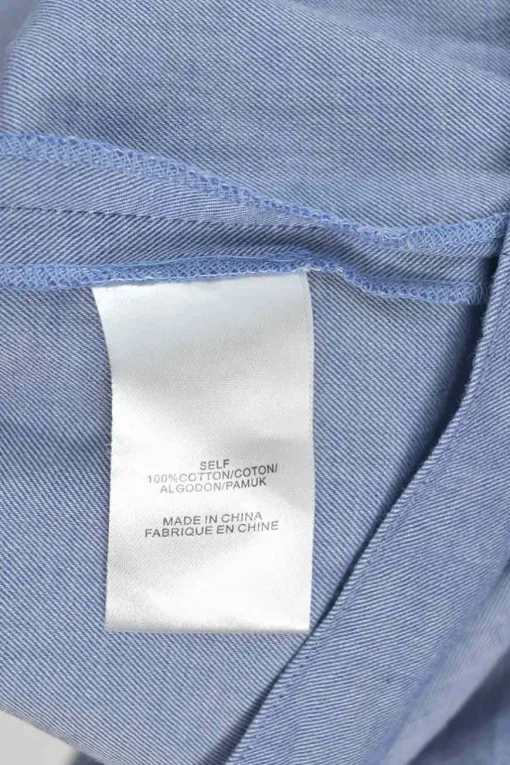 SELF
100%COTTON/COTON/
ALGODON/PAMUK
MADE IN CHINA
FABRIQUE EN CHINE